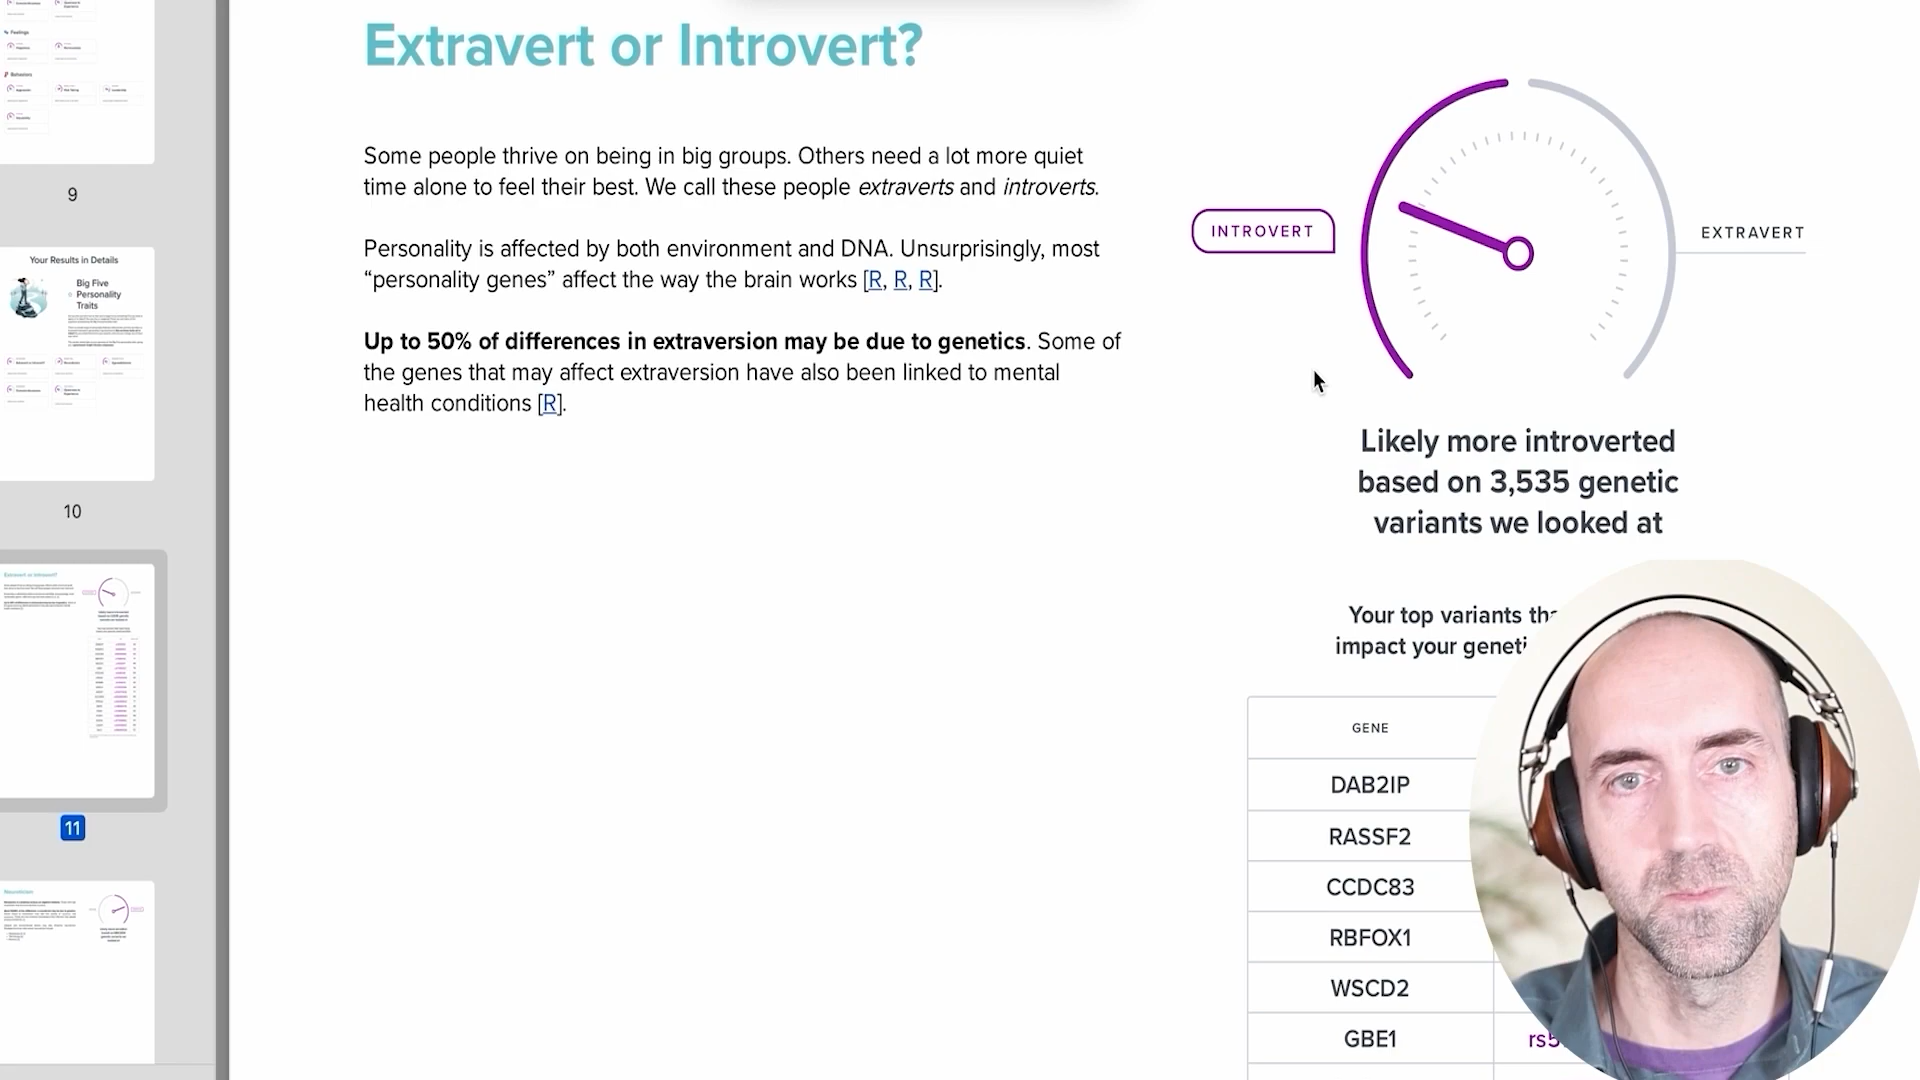 Feelings
Behaviors
9
Your Results in Details
Big Five
Personality
Traits
10
11
Extravert or Introvert?
Some people thrive on being in big groups. Others need a lot more quiet
time alone to feel their best. We call these people extraverts and introverts.
Personality is affected by both environment and DNA. Unsurprisingly, most
“personality genes” affect the way the brain works [R, R, R].
Up to 50% of differences in extraversion may be due to genetics. Some of
the genes that may affect extraversion have also been linked to mental
health conditions [R].
INTROVERT
EXTRAVERT
Likely more introverted
based on 3,535 genetic
variants we looked at
Your top variants tha
impact your geneti
GENE
DAB2IP
RASSF2
CCDC83
RBFOX1
WSCD2
GBE1
rs5